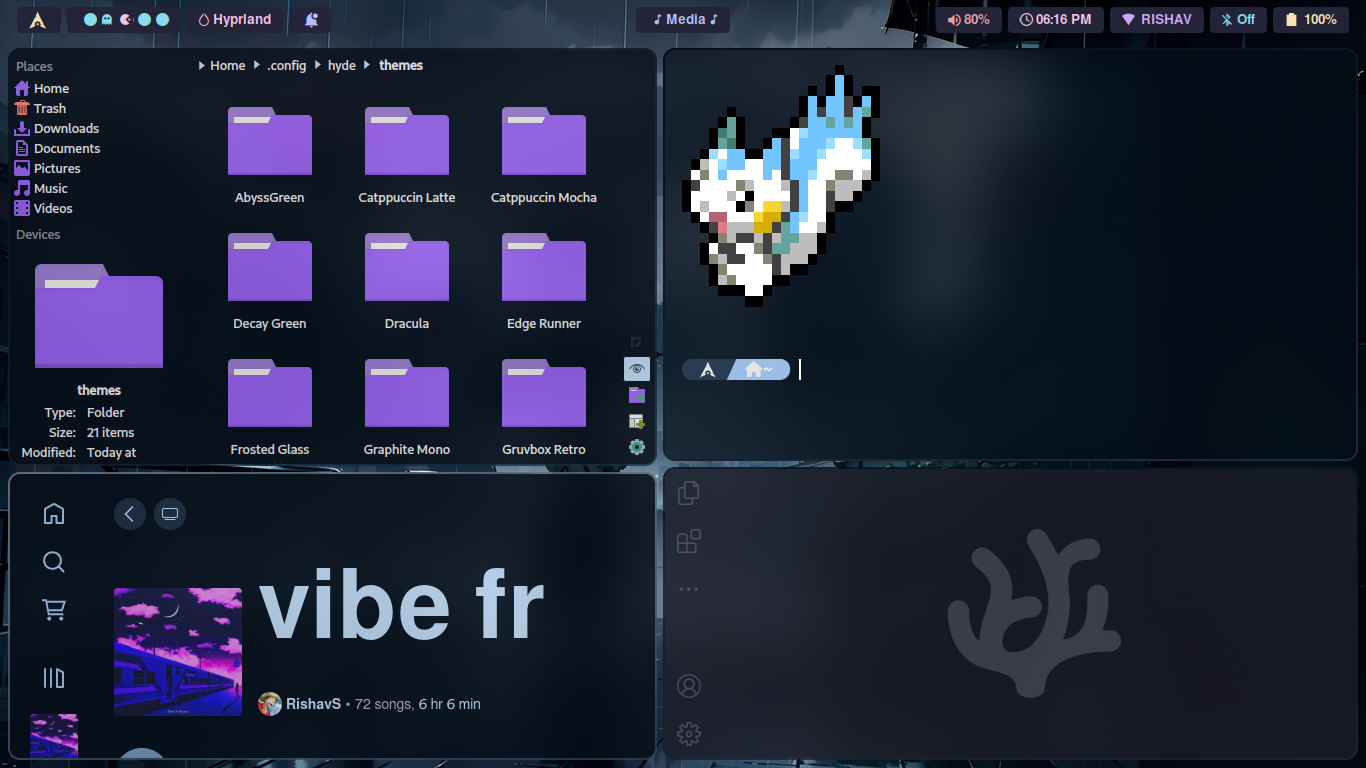 Hyprland
♪ Media ♪
80%
06:16 PM
RISHAV
Off
100%
Places
Home
Trash
Downloads
Documents
Pictures
Music
Videos
Devices
themes
Type: Folder
Size: 21 items
Modified: Today at
Home .config hyde themes
AbyssGreen Catppuccin Latte Catppuccin Mocha
Decay Green Dracula Edge Runner
Frosted Glass Graphite Mono Gruvbox Retro
~
vibe fr
RishavS • 72 songs, 6 hr 6 min